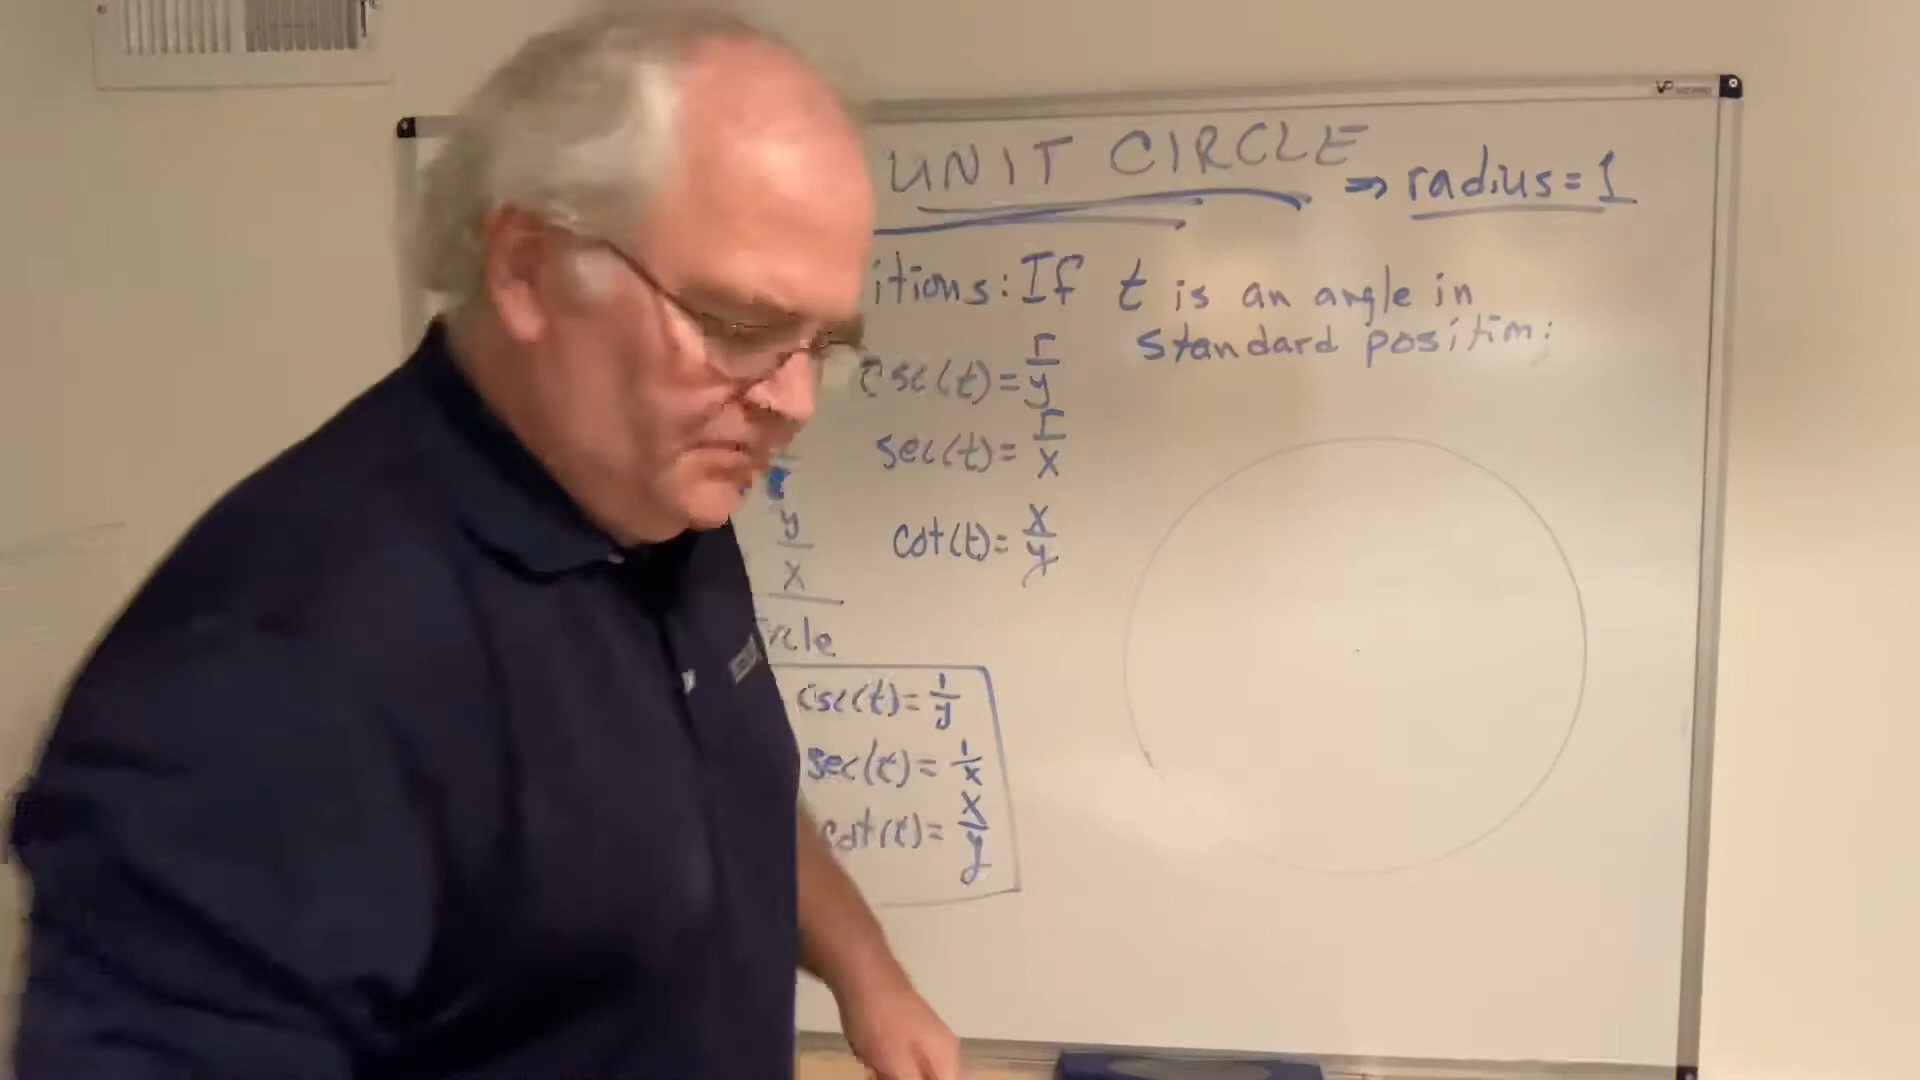 UNIT CIRCLE
⇒ radius = 1
itions: If t is an angle in
standard position:
csc(t) = r/y
sec(t) = r/x
y/x
cot(t) = x/y
rcle
csc(t) = 1/y
sec(t) = 1/x
cot(t) = x/y